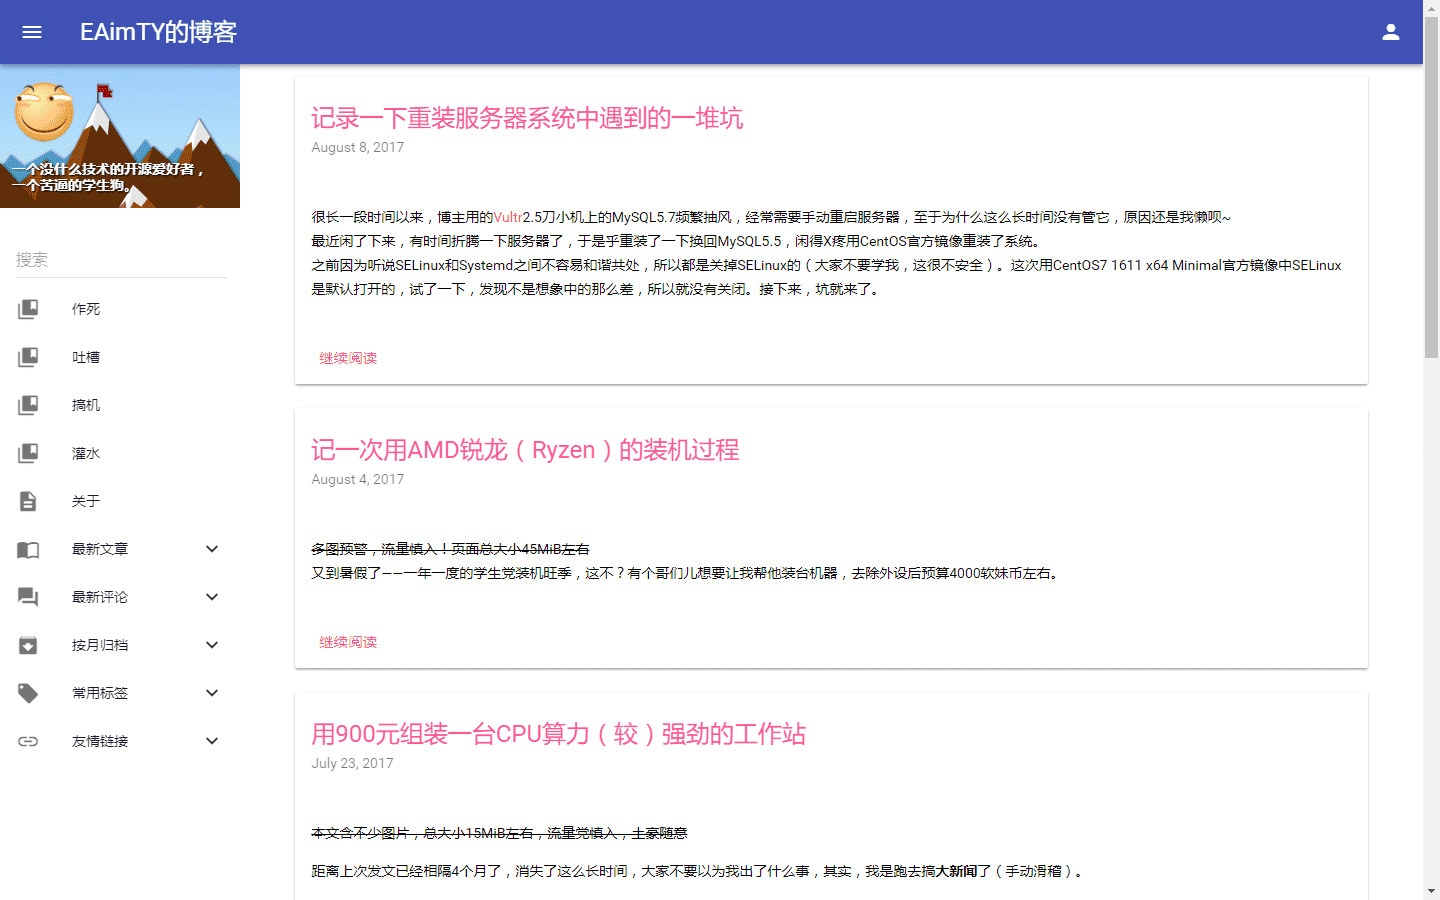 EAimTY的博客
一个没什么技术的开源爱好者，
一个苦逼的学生狗。
搜索
作死
吐槽
搞机
灌水
关于
最新文章
最新评论
按月归档
常用标签
友情链接
记录一下重装服务器系统中遇到的一堆坑
August 8, 2017
很长一段时间以来，博主用的Vultr2.5刀小机上的MySQL5.7频繁抽风，经常需要手动重启服务器，至于为什么这么长时间没有管它，原因还是我懒呗~
最近闲了下来，有时间折腾一下服务器了，于是乎重装了一下换回MySQL5.5，闲得X疼用CentOS官方镜像重装了系统。
之前因为听说SELinux和Systemd之间不容易和谐共处，所以都是关掉SELinux的（大家不要学我，这很不安全）。这次用CentOS7 1611 x64 Minimal官方镜像中SELinux
是默认打开的，试了一下，发现不是想象中的那么差，所以就没有关闭。接下来，坑就来了。
继续阅读
记一次用AMD锐龙（Ryzen）的装机过程
August 4, 2017
多图预警，流量慎入！页面总大小45MiB左右
又到暑假了——一年一度的学生党装机旺季，这不？有个哥们儿想要让我帮他装台机器，去除外设后预算4000软妹币左右。
继续阅读
用900元组装一台CPU算力（较）强劲的工作站
July 23, 2017
本文含不少图片，总大小15MiB左右，流量党慎入，土豪随意
距离上次发文已经相隔4个月了，消失了这么长时间，大家不要以为我出了什么事，其实，我是跑去搞大新闻了（手动滑稽）。